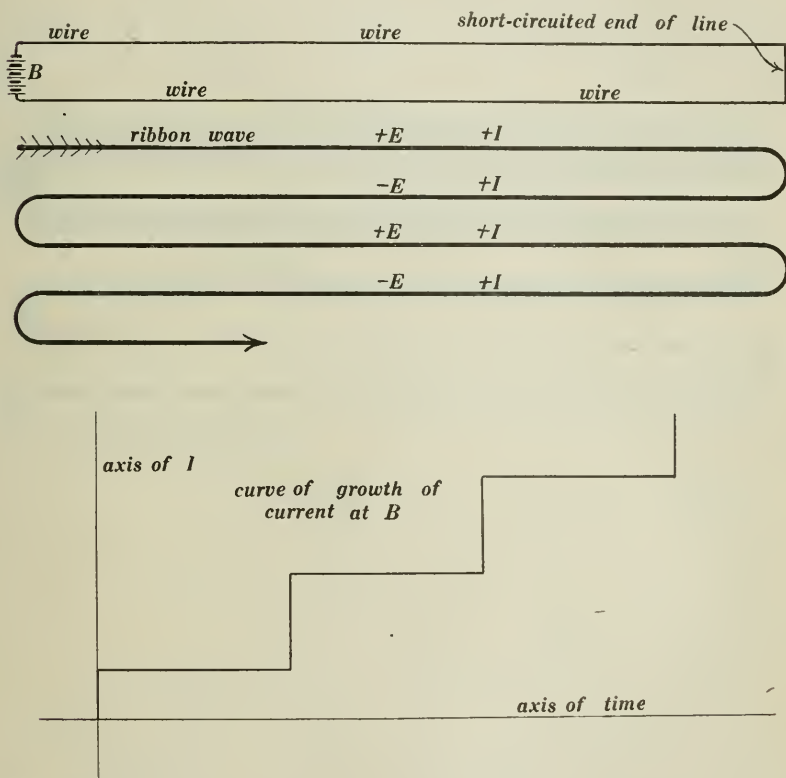 short-circuited end of line
wire wire
B
wire wire
ribbon wave +E +I
−E +I
+E +I
−E +I
axis of I
curve of growth of
current at B
axis of time